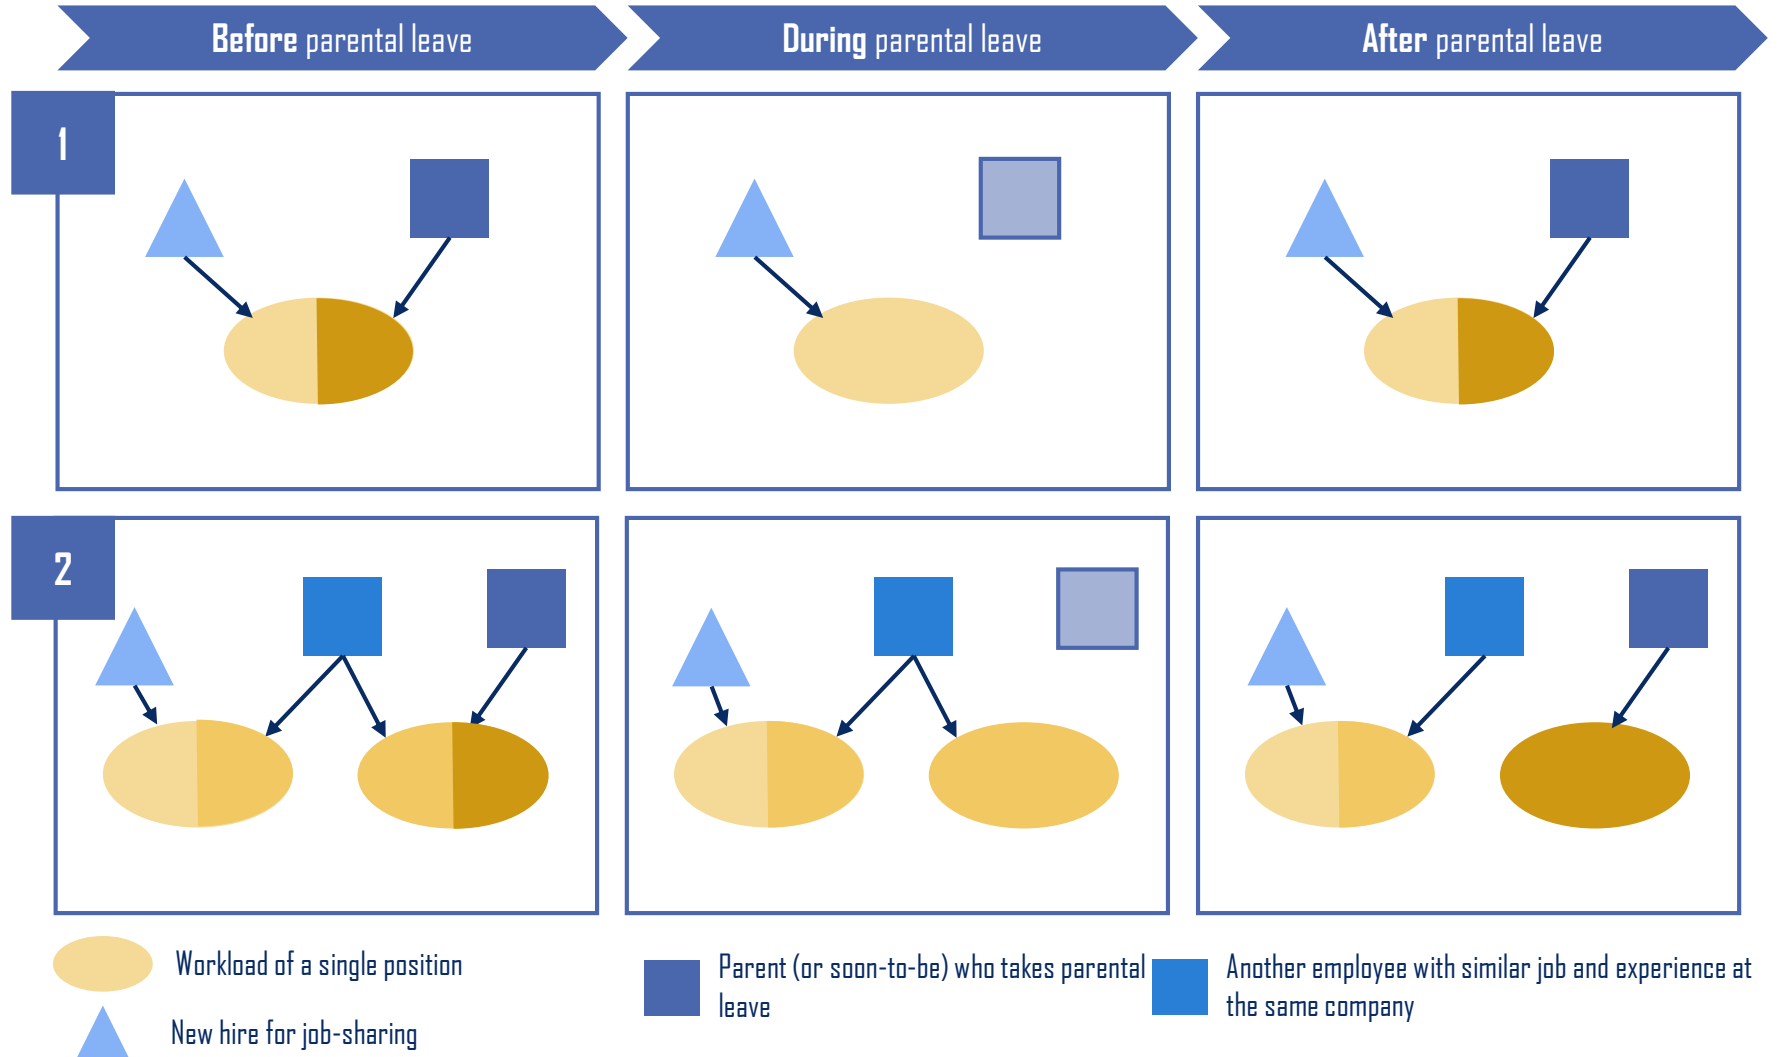 Before parental leave
During parental leave
After parental leave
1
2
Workload of a single position
New hire for job-sharing
Parent (or soon-to-be) who takes parental
leave
Another employee with similar job and experience at
the same company